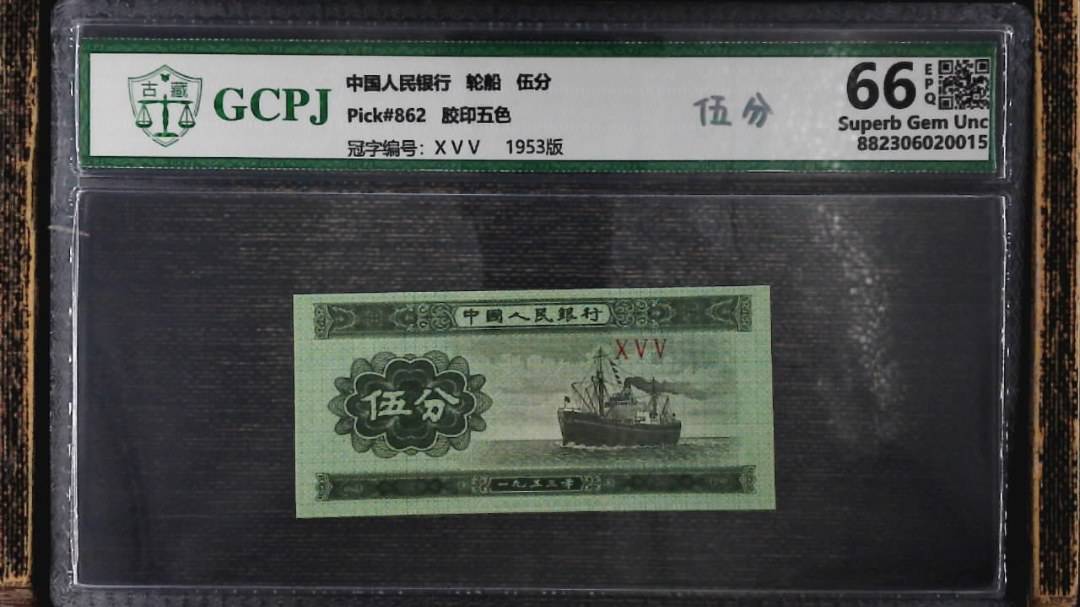 古藏
GCPJ
中国人民银行 轮船 伍分
Pick#862 胶印五色
冠字编号：X V V 1953版
伍分
66
EPQ
Superb Gem Unc
882306020015
中國人民銀行
X V V
伍分
一九五三年